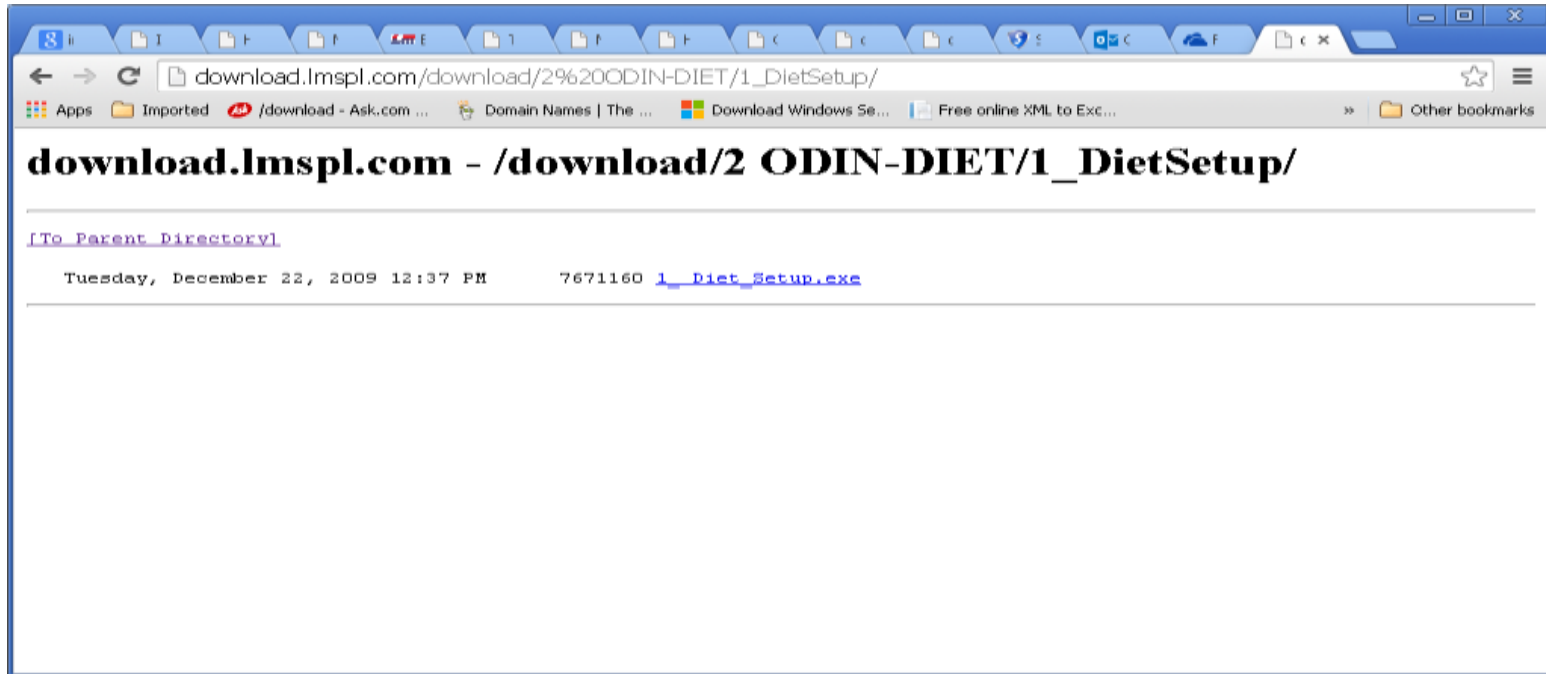 download.lmspl.com/download/2%20ODIN-DIET/1_DietSetup/
Apps Imported /download - Ask.com ... Domain Names | The ... Download Windows Se... Free online XML to Exc... » Other bookmarks
download.lmspl.com - /download/2 ODIN-DIET/1_DietSetup/
[To Parent Directory]
Tuesday, December 22, 2009 12:37 PM 7671160 1_ Diet_Setup.exe